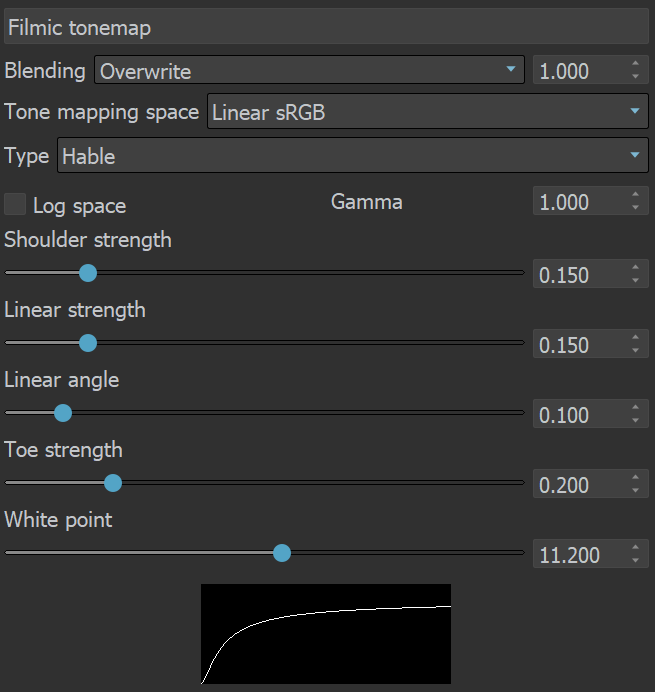 Filmic tonemap
Blending Overwrite 1.000
Tone mapping space Linear sRGB
Type Hable
Log space Gamma 1.000
Shoulder strength
0.150
Linear strength
0.150
Linear angle
0.100
Toe strength
0.200
White point
11.200